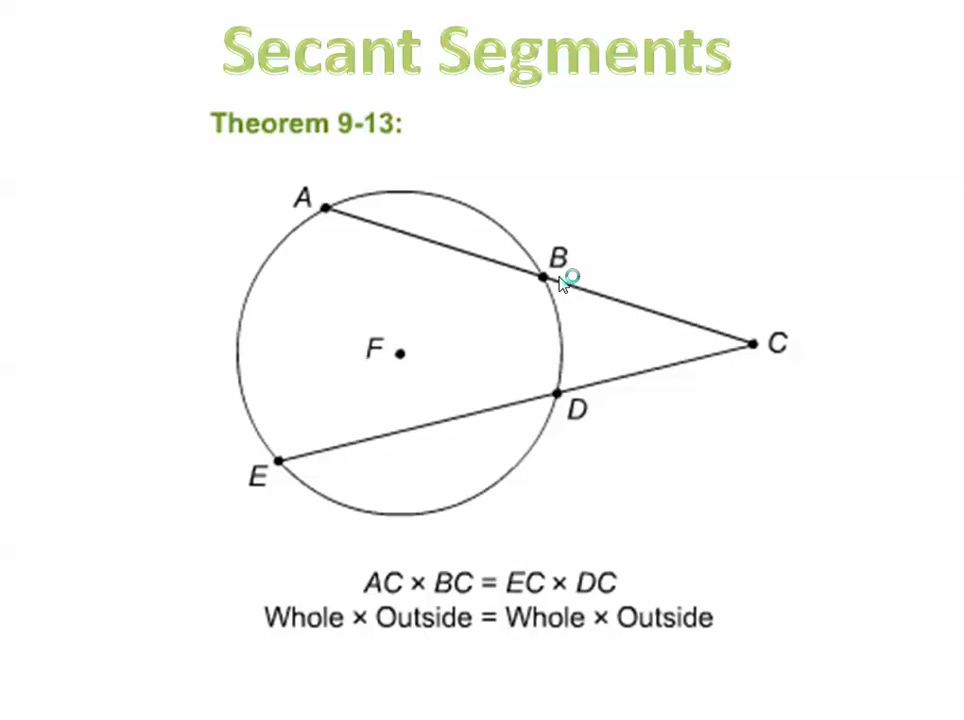 Secant Segments
Theorem 9-13:
A
B
F
C
D
E
AC × BC = EC × DC
Whole × Outside = Whole × Outside